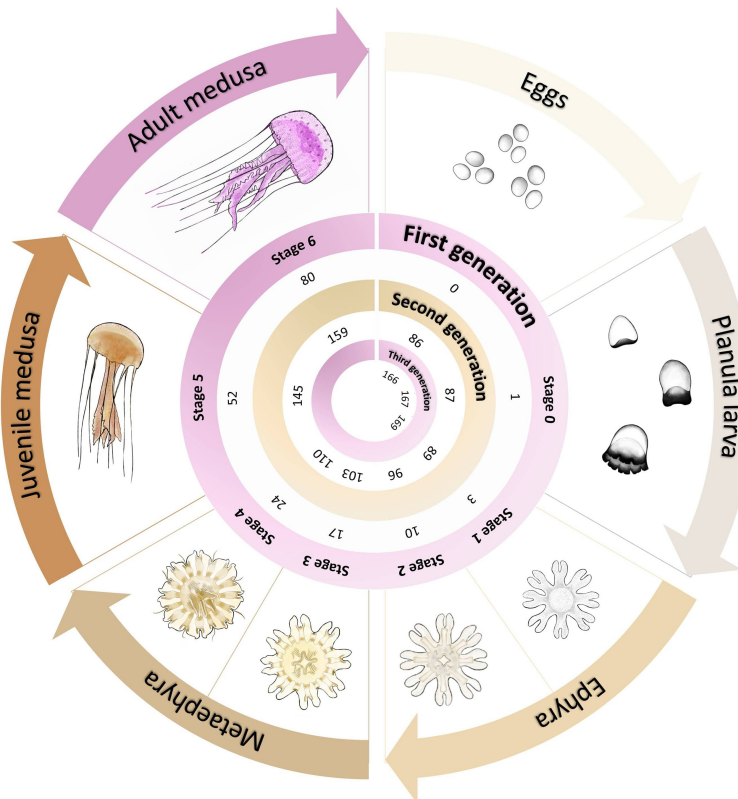 Eggs
Planula larva
Ephyra
Metaephyra
Juvenile medusa
Adult medusa
First generation
Stage 0
Stage 1
Stage 2
Stage 3
Stage 4
Stage 5
Stage 6
0
1
3
10
17
24
52
80
Second generation
86
87
89
96
103
110
145
159
Third generation
166
167
169